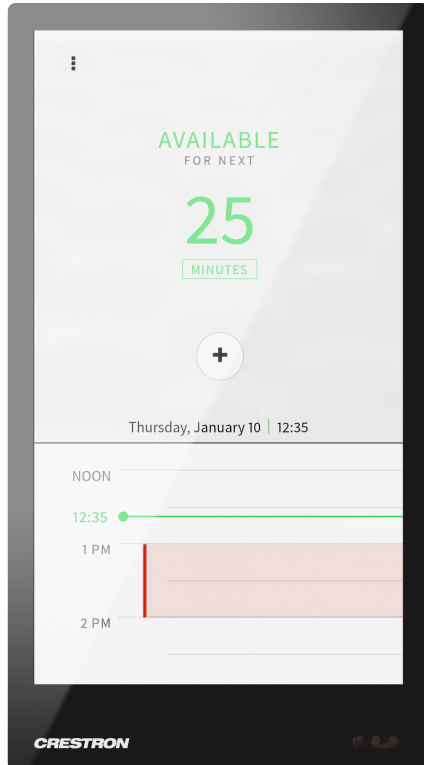 AVAILABLE
FOR NEXT
25
MINUTES
Thursday, January 10 | 12:35
NOON
12:35
1 PM
2 PM
CRESTRON